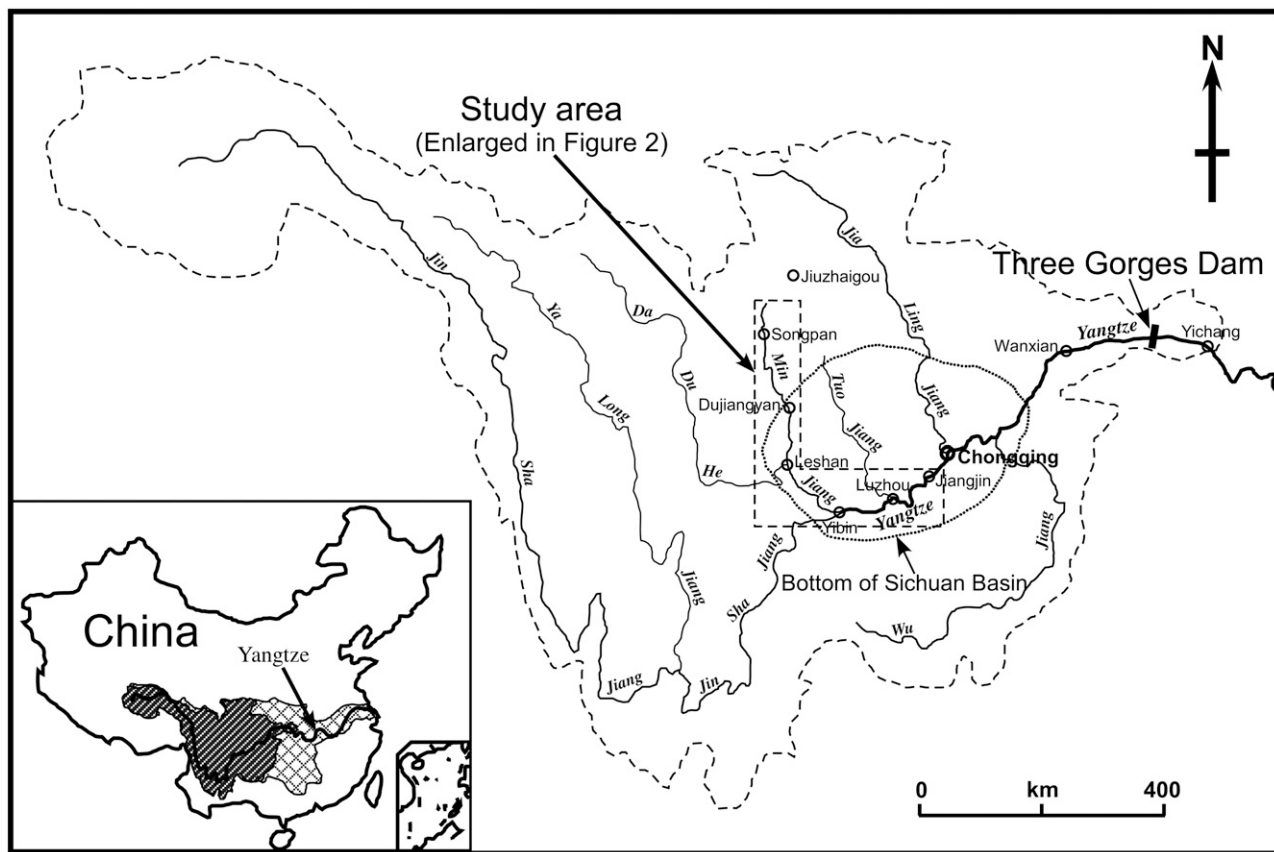 N
Study area
(Enlarged in Figure 2)
Three Gorges Dam
Jin
Sha
Jiang
Jin
Sha
Jiang
Ya
Long
Jiang
Da
Du
He
Jiuzhaigou
Songpan
Min
Dujiangyan
Leshan
Jiang
Tuo
Jiang
Jia
Ling
Jiang
Wanxian
Yangtze
Yichang
Chongqing
Jiangjin
Luzhou
Yangtze
Yibin
Bottom of Sichuan Basin
Wu
Jiang
China
Yangtze
0 km 400